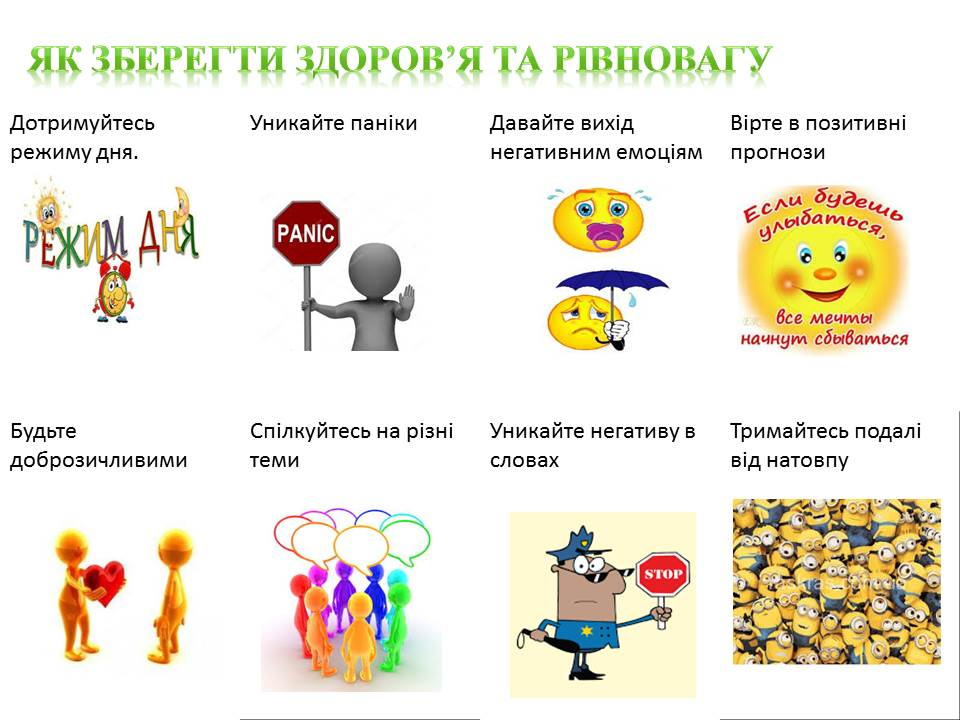 ЯК ЗБЕРЕГТИ ЗДОРОВ’Я ТА РІВНОВАГУ
Дотримуйтесь
режиму дня.
Уникайте паніки
Давайте вихід
негативним емоціям
Вірте в позитивні
прогнози
РЕЖИМ ДНЯ
PANIC
Если будешь
улыбаться,
все мечты
начнут сбываться
Будьте
доброзичливими
Спілкуйтесь на різні
теми
Уникайте негативу в
словах
Тримайтесь подалі
від натовпу
STOP